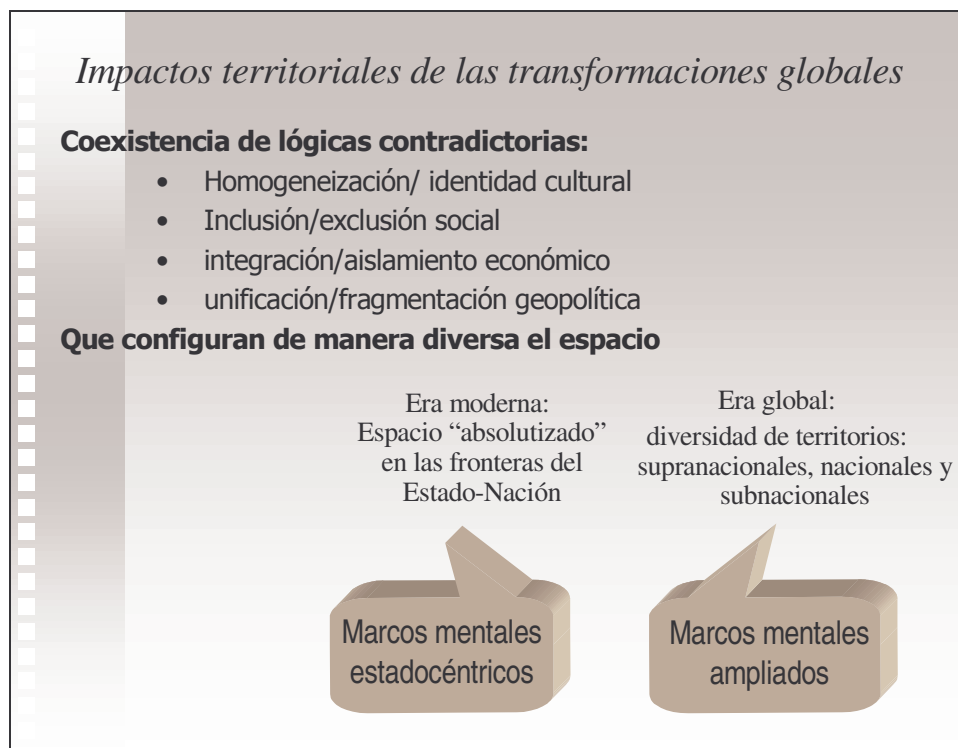 Impactos territoriales de las transformaciones globales
Coexistencia de lógicas contradictorias:
• Homogeneización/ identidad cultural
• Inclusión/exclusión social
• integración/aislamiento económico
• unificación/fragmentación geopolítica
Que configuran de manera diversa el espacio
Era moderna:
Espacio “absolutizado”
en las fronteras del
Estado-Nación
Era global:
diversidad de territorios:
supranacionales, nacionales y
subnacionales
Marcos mentales
estadocéntricos
Marcos mentales
ampliados